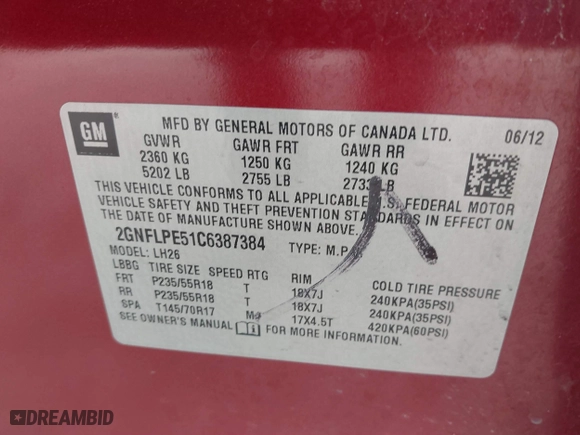 GM
MFD BY GENERAL MOTORS OF CANADA LTD. 06/12
GVWR GAWR FRT GAWR RR
2360 KG 1250 KG 1240 KG
5202 LB 2755 LB 2733 LB
THIS VEHICLE CONFORMS TO ALL APPLICABLE U.S. FEDERAL MOTOR
VEHICLE SAFETY AND THEFT PREVENTION STANDARDS IN EFFECT ON
THE DATE OF MANUFACTURE SHOWN ABOVE.
2GNFLPE51C6387384 TYPE: M.P.
MODEL: LH26
LBBG TIRE SIZE SPEED RTG RIM COLD TIRE PRESSURE
FRT P235/55R18 T 18X7J 240KPA(35PSI)
RR P235/55R18 T 18X7J 240KPA(35PSI)
SPA T145/70R17 M 17X4.5T 420KPA(60PSI)
SEE OWNER'S MANUAL FOR MORE INFORMATION
DREAMBID